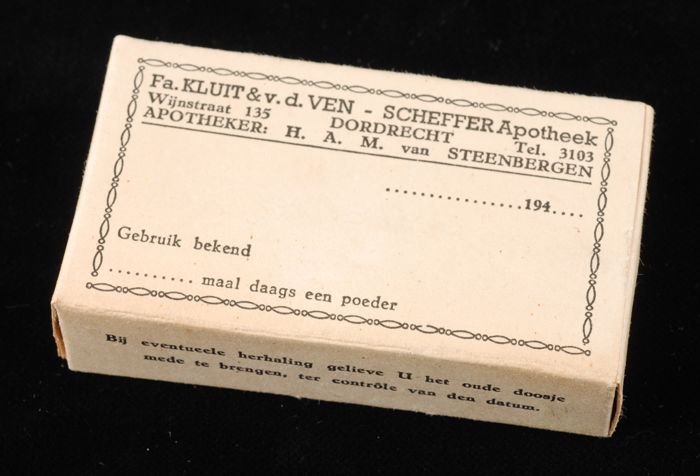 Fa. KLUIT & v. d. VEN - SCHEFFER Apotheek
Wijnstraat 135 DORDRECHT Tel. 3103
APOTHEKER: H. A. M. van STEENBERGEN
................194....
Gebruik bekend
.......... maal daags een poeder
Bij eventueele herhaling gelieve U het oude doosje
mede te brengen, ter contrôle van den datum.